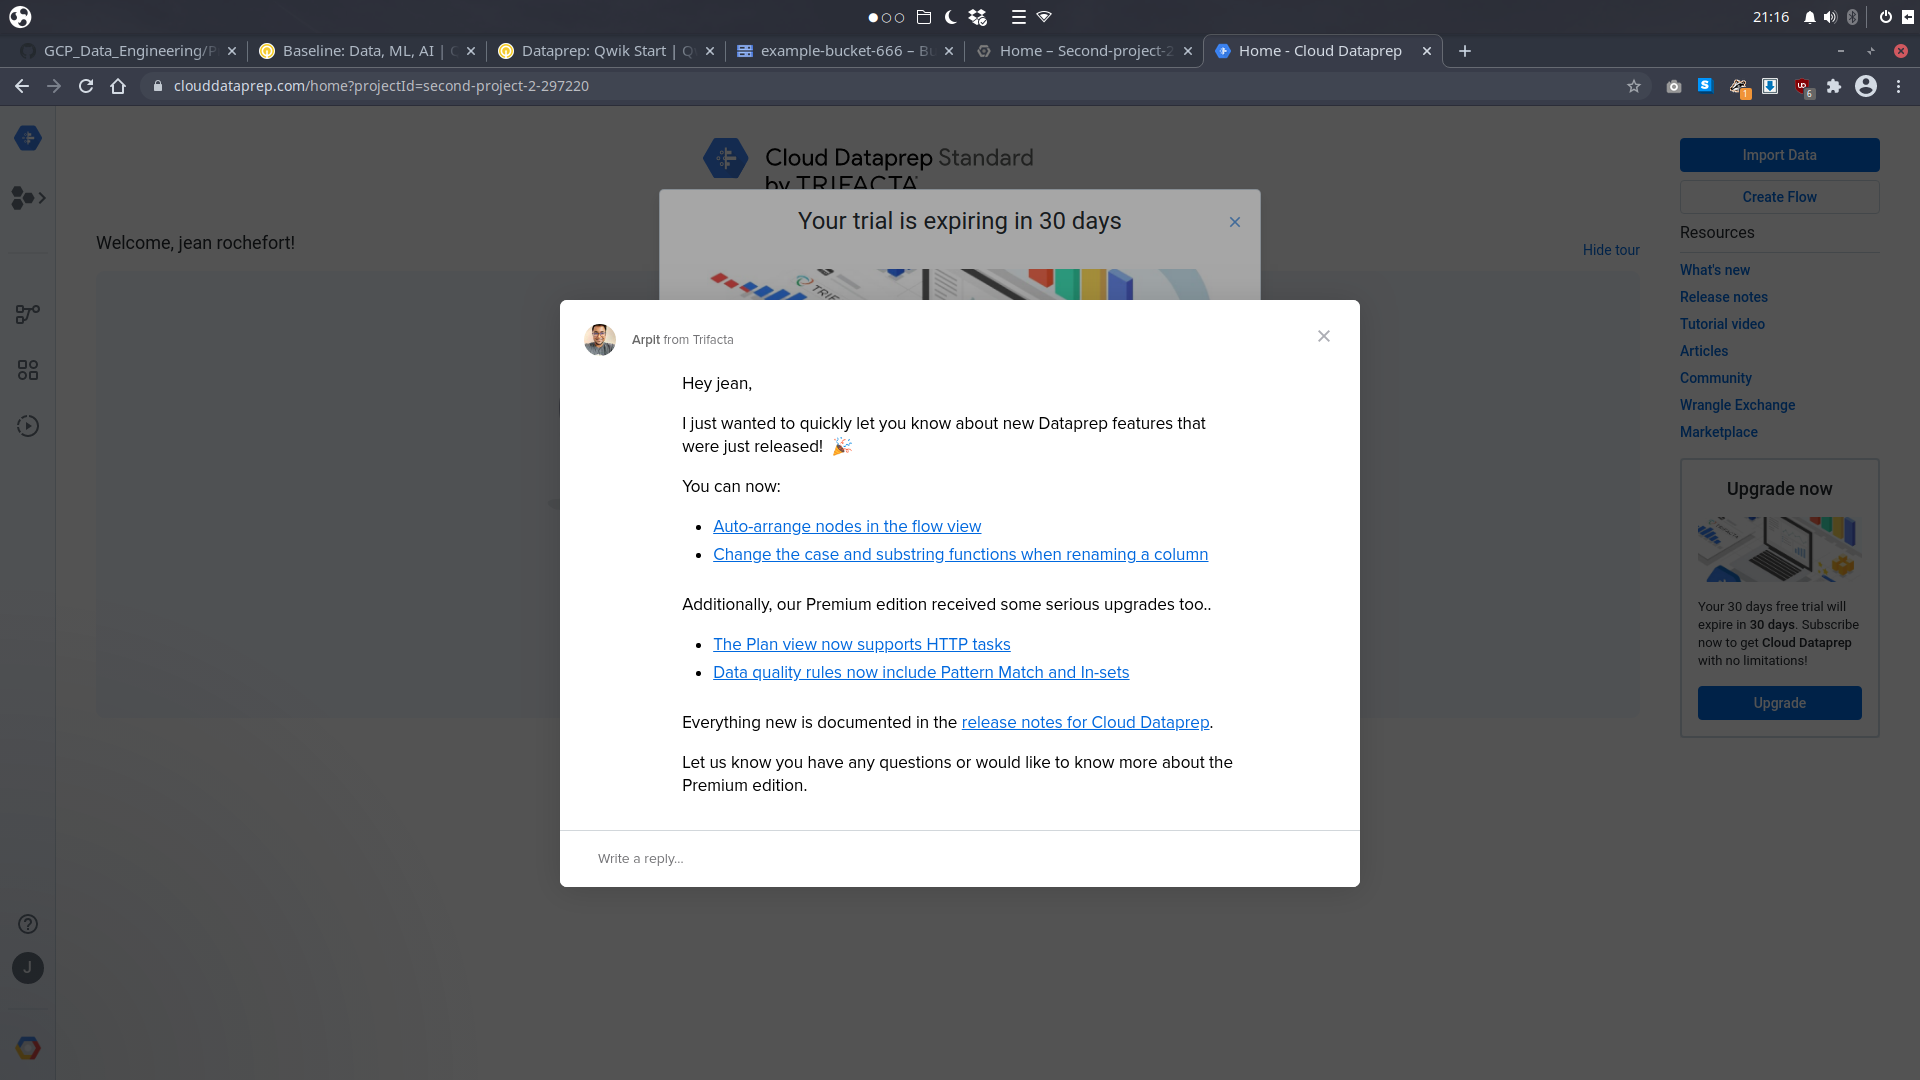 21:16
GCP_Data_Engineering/P
Baseline: Data, ML, AI | Q
Dataprep: Qwik Start | Q
example-bucket-666 – Bu
Home – Second-project-2
Home - Cloud Dataprep
clouddataprep.com/home?projectId=second-project-2-297220
1
6
Cloud Dataprep Standard
by TRIFACTA
Import Data
Create Flow
Your trial is expiring in 30 days
Welcome, jean rochefort!
Hide tour
Resources
What's new
Release notes
Tutorial video
Articles
Community
Wrangle Exchange
Marketplace
Arpit from Trifacta
Hey jean,
I just wanted to quickly let you know about new Dataprep features that
were just released! 🎉
You can now:
• Auto-arrange nodes in the flow view
• Change the case and substring functions when renaming a column
Additionally, our Premium edition received some serious upgrades too..
• The Plan view now supports HTTP tasks
• Data quality rules now include Pattern Match and In-sets
Everything new is documented in the release notes for Cloud Dataprep.
Let us know you have any questions or would like to know more about the
Premium edition.
Write a reply...
Upgrade now
Your 30 days free trial will
expire in 30 days. Subscribe
now to get Cloud Dataprep
with no limitations!
Upgrade
J